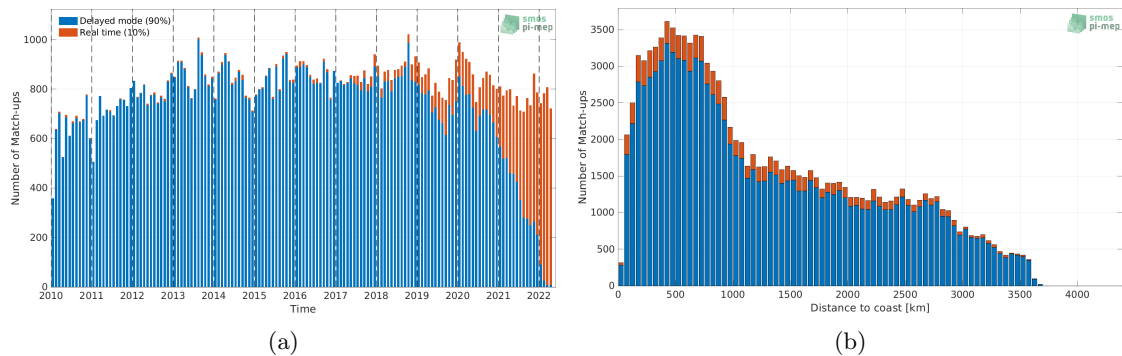 Delayed mode (90%)
Real time (10%)
smos
pi-mep
Number of Match-ups
1000
800
600
400
200
0
2010 2011 2012 2013 2014 2015 2016 2017 2018 2019 2020 2021 2022
Time
(a)
smos
pi-mep
Number of Match-ups
3500
3000
2500
2000
1500
1000
500
0
0 500 1000 1500 2000 2500 3000 3500 4000
Distance to coast [km]
(b)